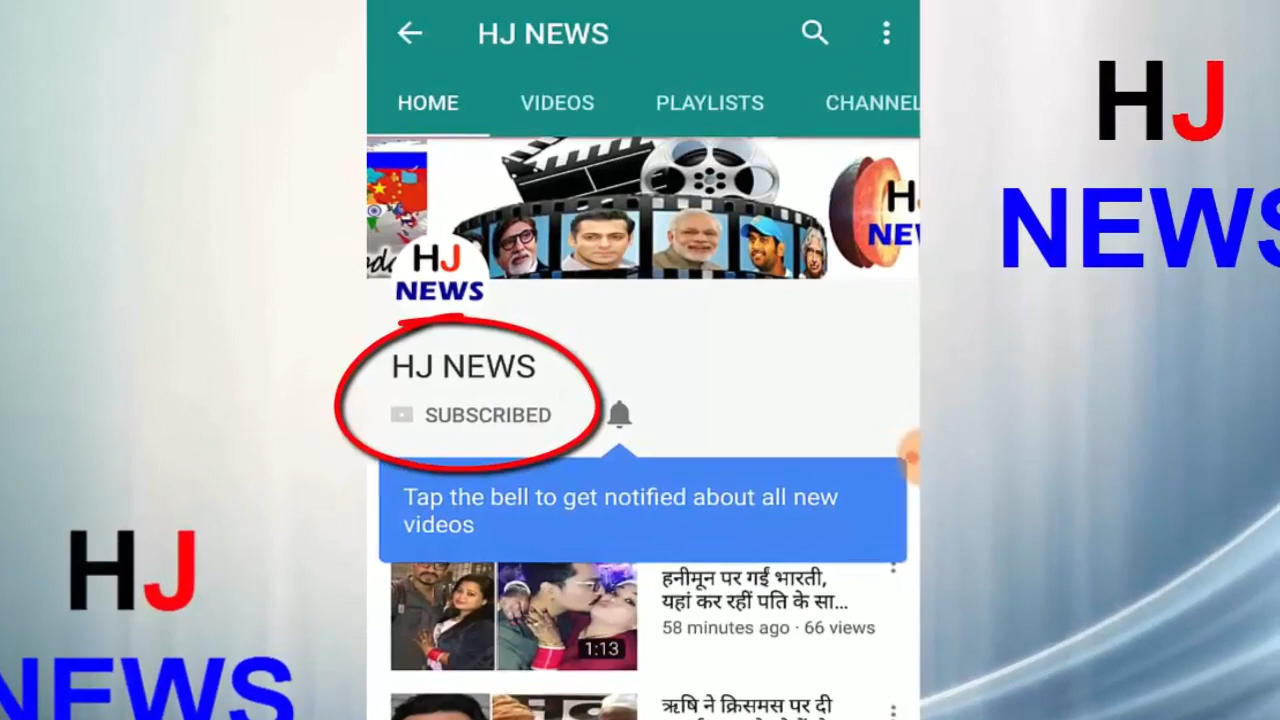 HJ NEWS
HOME VIDEOS PLAYLISTS CHANNEL
HJ
NEWS
HJ
NEWS
HJ NEWS
SUBSCRIBED
Tap the bell to get notified about all new
videos
हनीमून पर गईं भारती,
यहां कर रहीं पति के सा...
58 minutes ago · 66 views
1:13
ऋषि ने क्रिसमस पर दी
HJ
NEWS